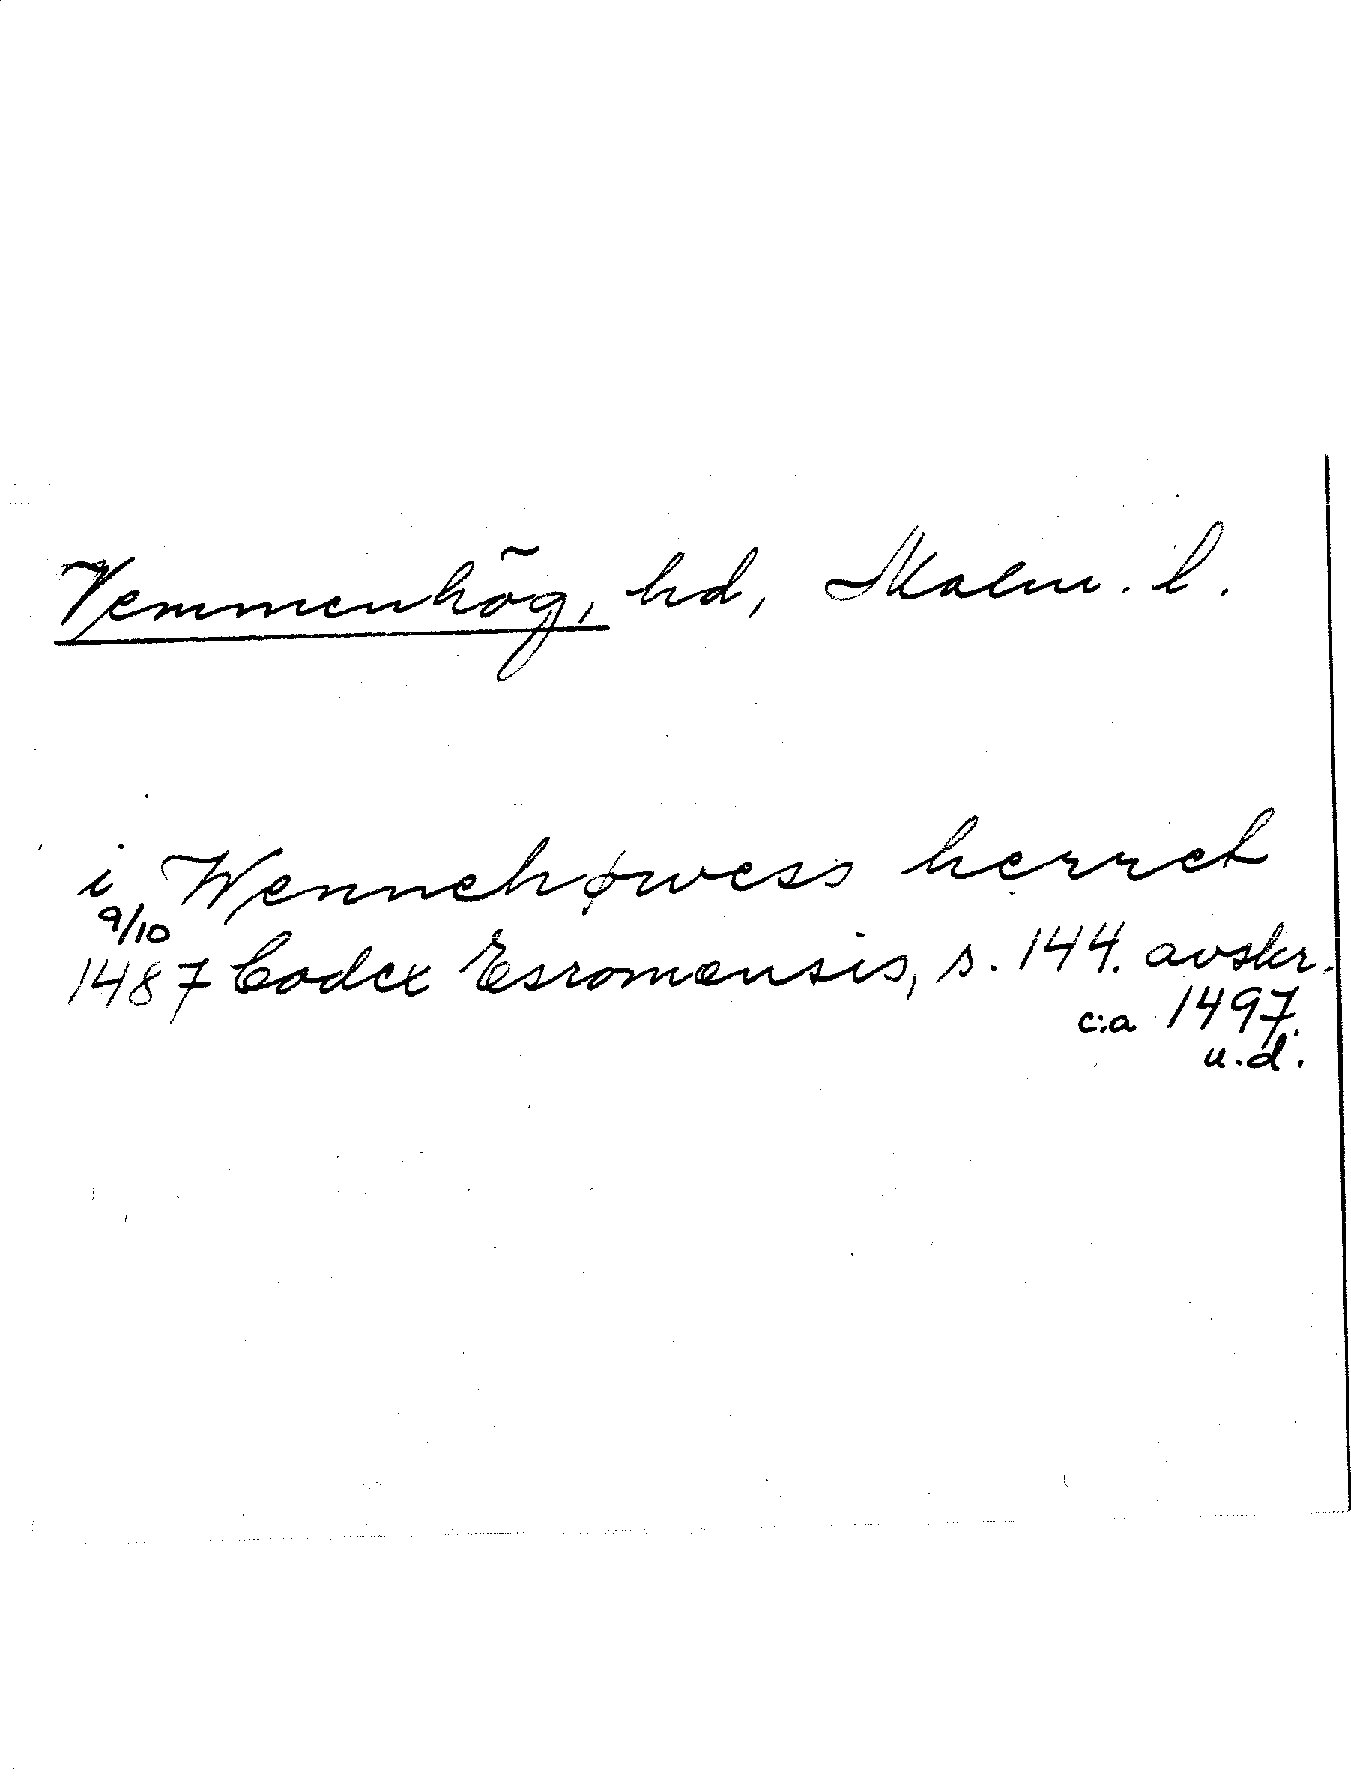 Vemmenhög, hd, Malm. l.
i Wennehøwess herret
9/10
1487 Codex Esromensis, s. 144. avskr.
c:a 1497.
u.d.